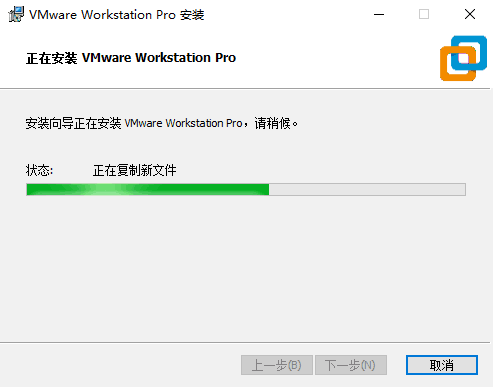 VMware Workstation Pro 安装
正在安装 VMware Workstation Pro
安装向导正在安装 VMware Workstation Pro，请稍候。
状态: 正在复制新文件
上一步(B) 下一步(N) 取消